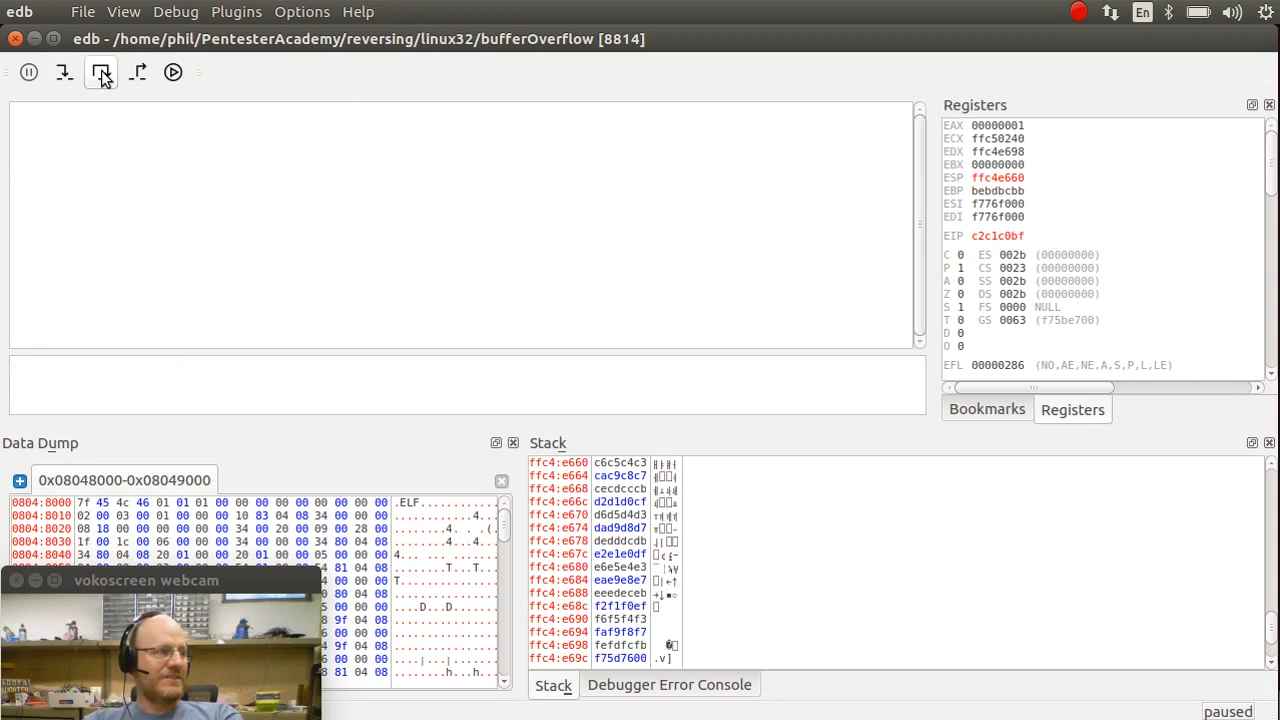 edb File View Debug Plugins Options Help En
edb - /home/phil/PentesterAcademy/reversing/linux32/bufferOverflow [8814]
Registers
EAX 00000001
ECX ffc50240
EDX ffc4e698
EBX 00000000
ESP ffc4e660
EBP bebdbcbb
ESI f776f000
EDI f776f000
EIP c2c1c0bf
C 0 ES 002b (00000000)
P 1 CS 0023 (00000000)
A 0 SS 002b (00000000)
Z 0 DS 002b (00000000)
S 1 FS 0000 NULL
T 0 GS 0063 (f75be700)
D 0
O 0
EFL 00000286 (NO,AE,NE,A,S,P,L,LE)
Bookmarks Registers
Data Dump
0x08048000-0x08049000
0804:8000 7f 45 4c 46 01 01 01 00 00 00 00 00 00 00 00 00 .ELF............
0804:8010 02 00 03 00 01 00 00 00 10 83 04 08 34 00 00 00 ............4...
0804:8020 08 18 00 00 00 00 00 00 34 00 20 00 09 00 28 00 ........4. ...(.
0804:8030 1f 00 1c 00 06 00 00 00 34 00 00 00 34 80 04 08 ........4...4...
0804:8040 34 80 04 08 20 01 00 00 20 01 00 00 05 00 00 00 4... ... .......
Stack
ffc4:e660 c6c5c4c3
ffc4:e664 cac9c8c7
ffc4:e668 cecdcccb
ffc4:e66c d2d1d0cf
ffc4:e670 d6d5d4d3
ffc4:e674 dad9d8d7
ffc4:e678 dedddcdb
ffc4:e67c e2e1e0df
ffc4:e680 e6e5e4e3
ffc4:e684 eae9e8e7
ffc4:e688 eeedeceb
ffc4:e68c f2f1f0ef
ffc4:e690 f6f5f4f3
ffc4:e694 faf9f8f7
ffc4:e698 fefdfcfb
ffc4:e69c f75d7600 .v]
vokoscreen webcam
Stack Debugger Error Console
paused